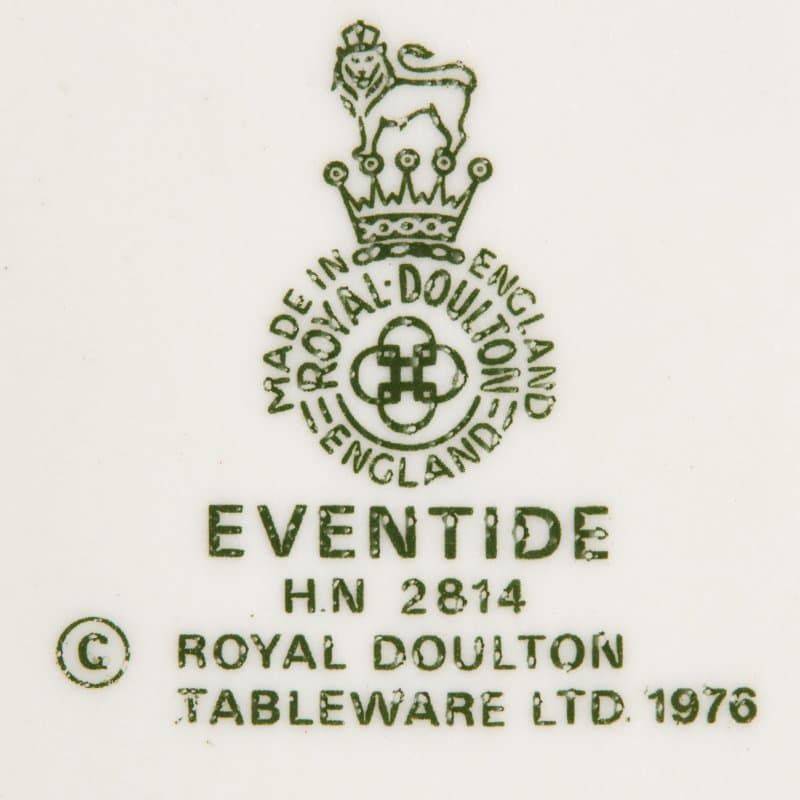 MADE IN ENGLAND
ROYAL·DOULTON
ENGLAND
EVENTIDE
H.N 2814
© ROYAL DOULTON
TABLEWARE LTD. 1976